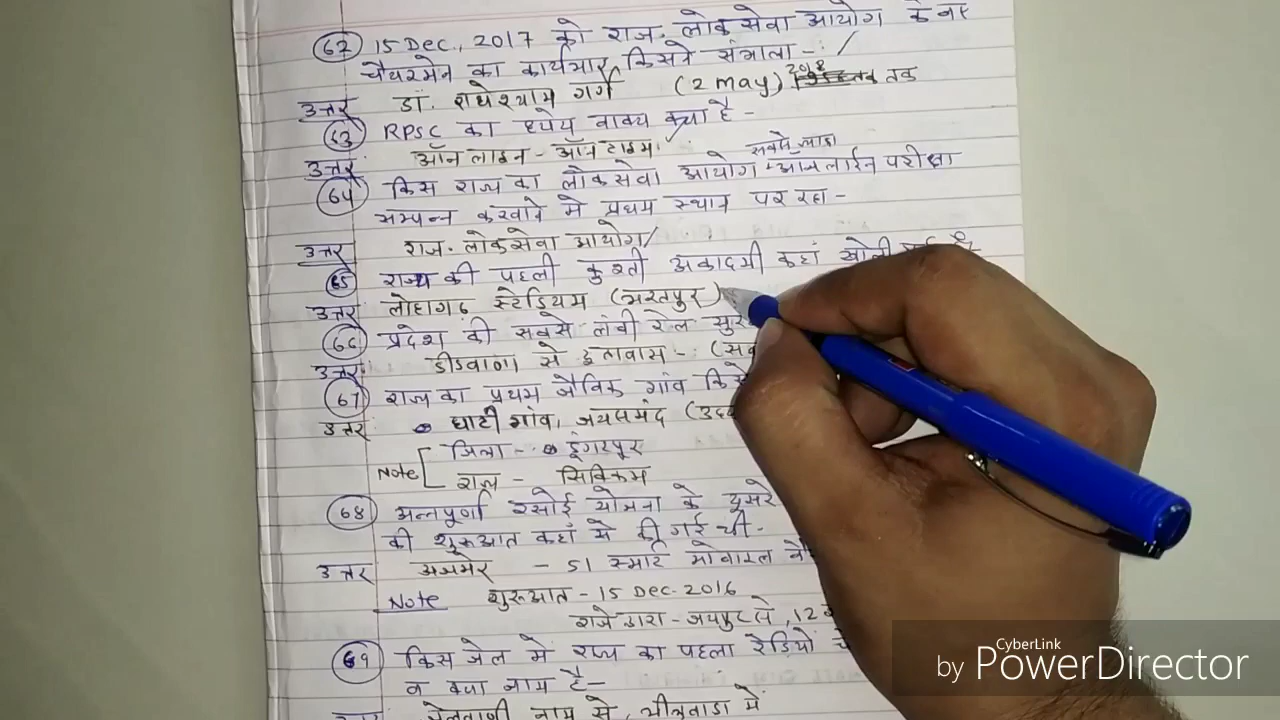 62 15 Dec., 2017 को राज. लोकसेवा आयोग के नए
चैयरमेन का कार्यभार किसने संभाला -
उत्तर डॉ. राधेश्याम गर्ग (2 may) 2018 तक
63 RPSC का ध्येय वाक्य क्या है -
उत्तर ऑनलाइन - ऑन टाइम
64 किस राज्य का लोकसेवा आयोग सबसे ज्यादा ऑनलाईन परीक्षा
सम्पन्न करवाने में प्रथम स्थान पर रहा -
उत्तर राज. लोकसेवा आयोग
65 राज्य की पहली कुश्ती अकादमी कहां खोली गई है
उत्तर लोहागढ स्टेडियम (भरतपुर)
66 प्रदेश की सबसे लंबी रेल
उत्तर डीडवाना से डूंगावास - (
67 राज्य का प्रथम जैविक गांव
उत्तर घाटी गांव, जयसमंद (
Note जिला - डूंगरपुर
राज्य - सिक्किम
68 अन्नपूर्णा रसोई योजना के दूसरे
की शुरूआत कहां से की गई थी -
उत्तर अजमेर - 51 स्मार्ट मोबाइल
Note शुरूआत - 15 Dec. 2016
राजे द्वारा - जयपुर से, 12
69 किस जेल में राज्य का पहला रेडियों
व क्या नाम है -
जेलवाणी नाम से, भीलवाडा में
CyberLink
by PowerDirector